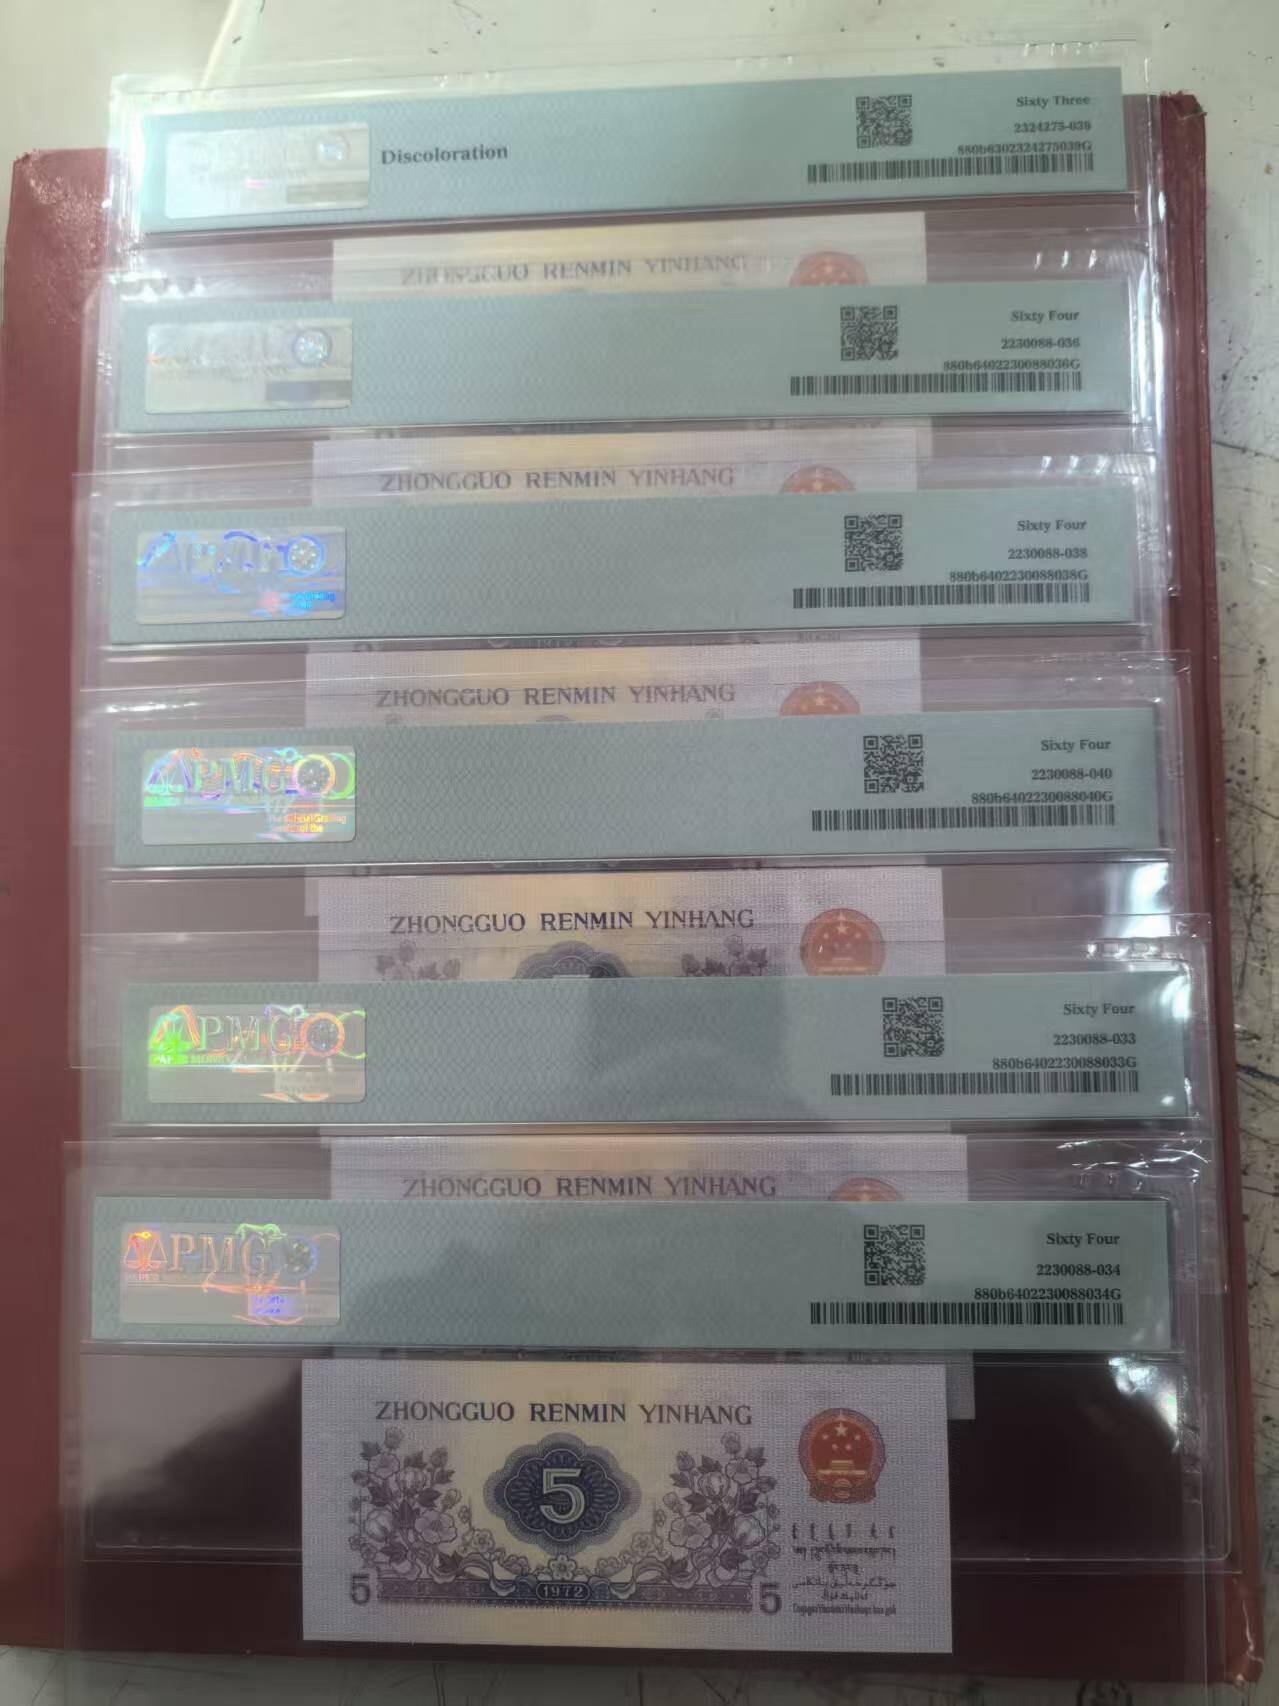 Sixty Three
2324275-039
880b6302324275039G
Discoloration
ZHONGGUO RENMIN YINHANG
Sixty Four
2230088-036
880b6402230088036G
ZHONGGUO RENMIN YINHANG
Sixty Four
2230088-038
880b6402230088038G
ZHONGGUO RENMIN YINHANG
Sixty Four
2230088-040
880b6402230088040G
PMG
ZHONGGUO RENMIN YINHANG
Sixty Four
2230088-033
880b6402230088033G
PMG
ZHONGGUO RENMIN YINHANG
Sixty Four
2230088-034
880b6402230088034G
PMG
ZHONGGUO RENMIN YINHANG
5
5 1972 5